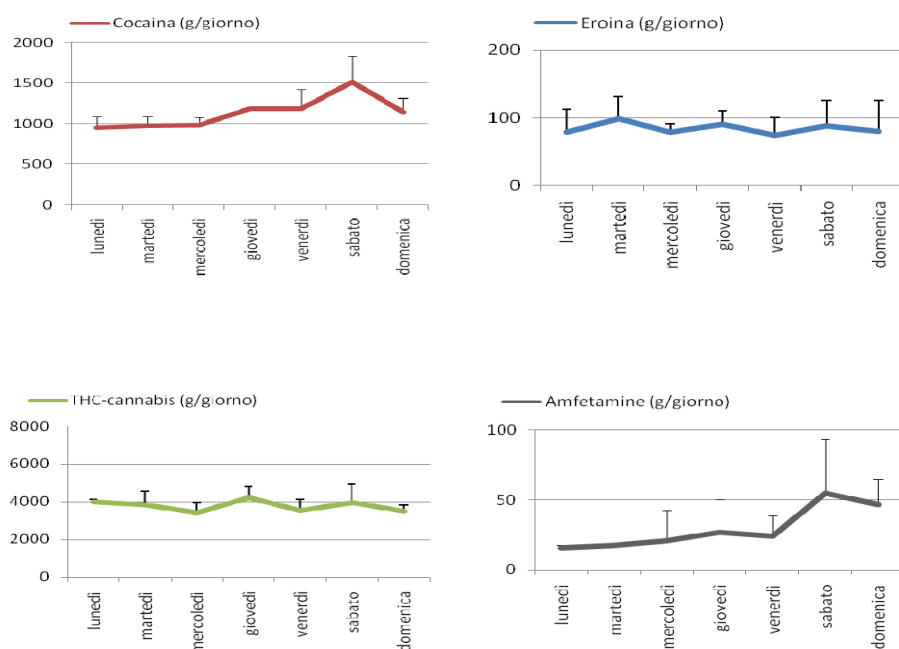 Cocaina (g/giorno)
2000
1500
1000
500
0
lunedì
martedì
mercoledì
giovedì
venerdì
sabato
domenica
Eroina (g/giorno)
200
100
0
lunedì
martedì
mercoledì
giovedì
venerdì
sabato
domenica
THC-cannabis (g/giorno)
8000
6000
4000
2000
0
lunedì
martedì
mercoledì
giovedì
venerdì
sabato
domenica
Amfetamine (g/giorno)
100
50
0
lunedì
martedì
mercoledì
giovedì
venerdì
sabato
domenica